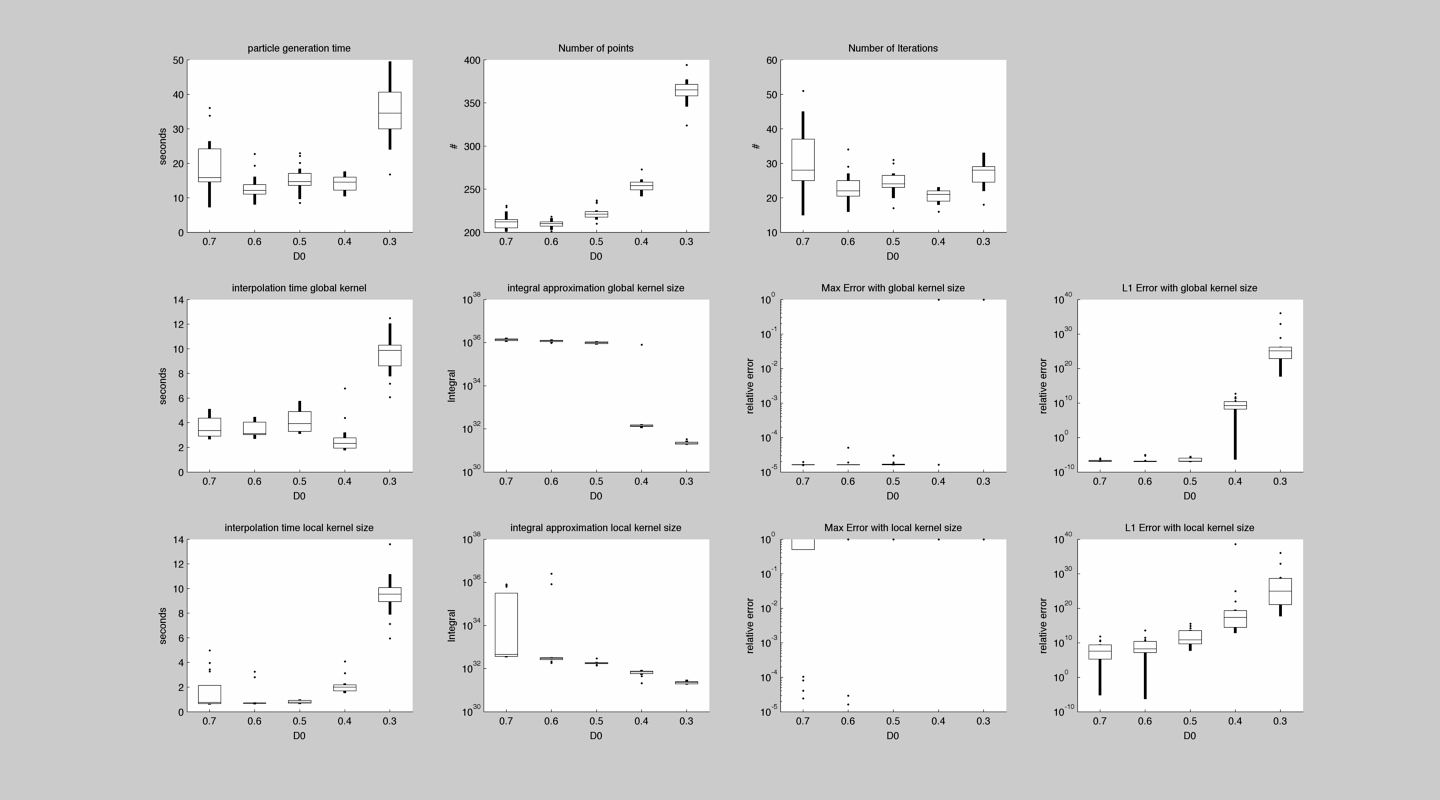 particle generation time
50
40
30
20
10
0
seconds
0.7 0.6 0.5 0.4 0.3
D0
Number of points
400
350
300
250
200
#
0.7 0.6 0.5 0.4 0.3
D0
Number of Iterations
60
50
40
30
20
10
#
0.7 0.6 0.5 0.4 0.3
D0
interpolation time global kernel
14
12
10
8
6
4
2
0
seconds
0.7 0.6 0.5 0.4 0.3
D0
integral approximation global kernel size
10^38
10^36
10^34
10^32
10^30
Integral
0.7 0.6 0.5 0.4 0.3
D0
Max Error with global kernel size
10^0
10^-1
10^-2
10^-3
10^-4
10^-5
relative error
0.7 0.6 0.5 0.4 0.3
D0
L1 Error with global kernel size
10^40
10^30
10^20
10^10
10^0
10^-10
relative error
0.7 0.6 0.5 0.4 0.3
D0
interpolation time local kernel size
14
12
10
8
6
4
2
0
seconds
0.7 0.6 0.5 0.4 0.3
D0
integral approximation local kernel size
10^38
10^36
10^34
10^32
10^30
Integral
0.7 0.6 0.5 0.4 0.3
D0
Max Error with local kernel size
10^0
10^-1
10^-2
10^-3
10^-4
10^-5
relative error
0.7 0.6 0.5 0.4 0.3
D0
L1 Error with local kernel size
10^40
10^30
10^20
10^10
10^0
10^-10
relative error
0.7 0.6 0.5 0.4 0.3
D0